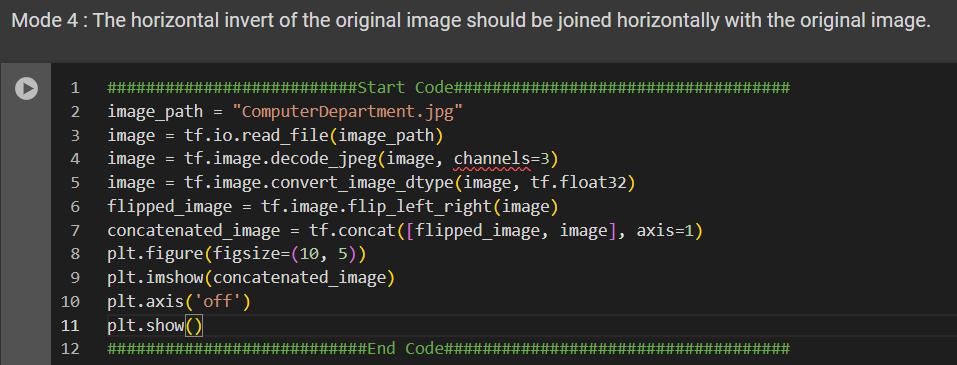 Mode 4 : The horizontal invert of the original image should be joined horizontally with the original image.
1 ##########################Start Code###################################
2 image_path = "ComputerDepartment.jpg"
3 image = tf.io.read_file(image_path)
4 image = tf.image.decode_jpeg(image, channels=3)
5 image = tf.image.convert_image_dtype(image, tf.float32)
6 flipped_image = tf.image.flip_left_right(image)
7 concatenated_image = tf.concat([flipped_image, image], axis=1)
8 plt.figure(figsize=(10, 5))
9 plt.imshow(concatenated_image)
10 plt.axis('off')
11 plt.show()
12 ###########################End Code####################################